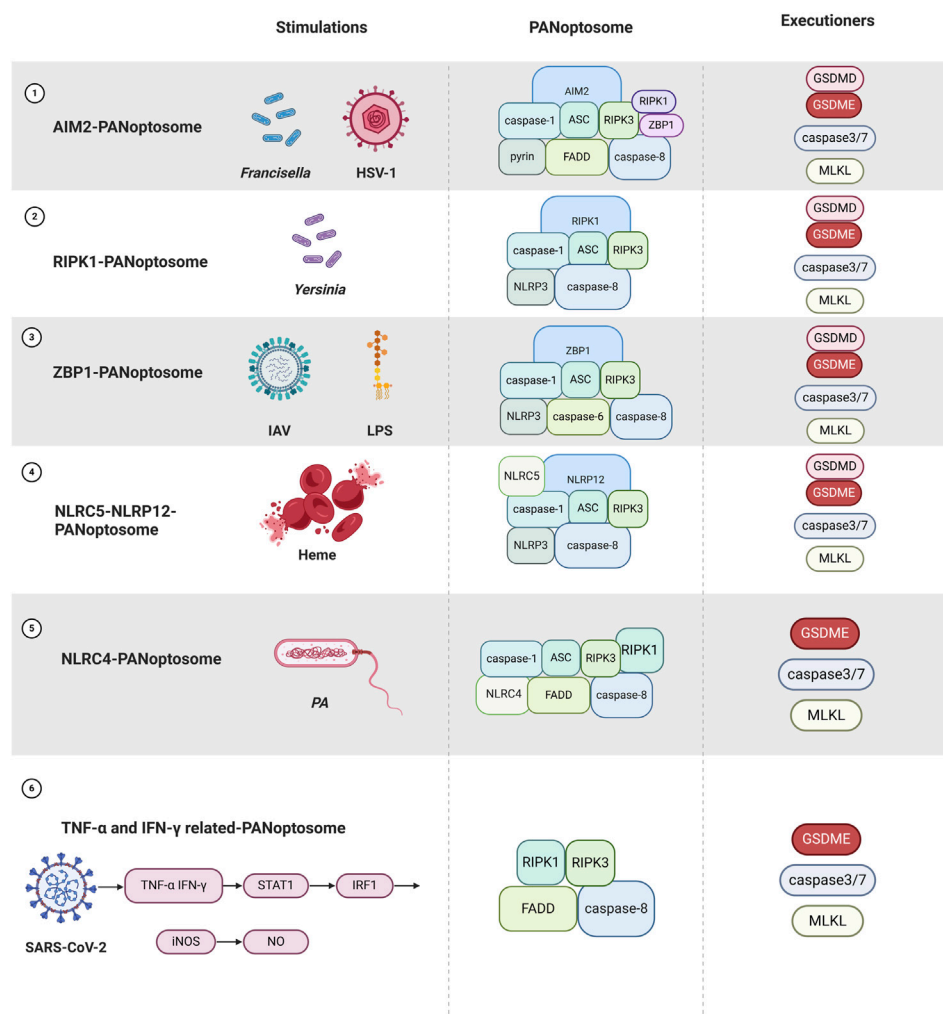 Stimulations
PANoptosome
Executioners
1
AIM2-PANoptosome
Francisella
HSV-1
AIM2
caspase-1
ASC
RIPK3
RIPK1
ZBP1
pyrin
FADD
caspase-8
GSDMD
GSDME
caspase3/7
MLKL
2
RIPK1-PANoptosome
Yersinia
RIPK1
caspase-1
ASC
RIPK3
NLRP3
caspase-8
GSDMD
GSDME
caspase3/7
MLKL
3
ZBP1-PANoptosome
IAV
LPS
ZBP1
caspase-1
ASC
RIPK3
NLRP3
caspase-6
caspase-8
GSDMD
GSDME
caspase3/7
MLKL
4
NLRC5-NLRP12-
PANoptosome
Heme
NLRC5
NLRP12
caspase-1
ASC
RIPK3
NLRP3
caspase-8
GSDMD
GSDME
caspase3/7
MLKL
5
NLRC4-PANoptosome
PA
caspase-1
ASC
RIPK3
RIPK1
NLRC4
FADD
caspase-8
GSDME
caspase3/7
MLKL
6
TNF-α and IFN-γ related-PANoptosome
SARS-CoV-2
TNF-α IFN-γ
STAT1
IRF1
iNOS
NO
RIPK1
RIPK3
FADD
caspase-8
GSDME
caspase3/7
MLKL